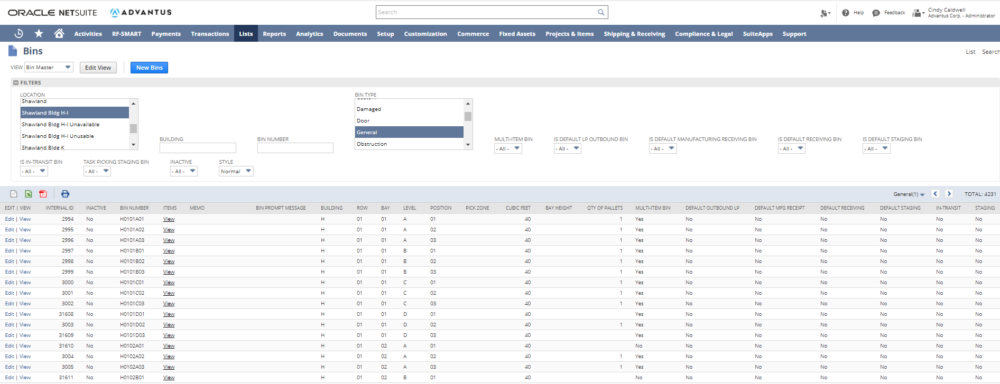 ORACLE NETSUITE ADVANTUS Search Help Feedback Cindy Caldwell
Advantus Corp. - Administrator
Activities RF-SMART Payments Transactions Lists Reports Analytics Documents Setup Customization Commerce Fixed Assets Projects & Items Shipping & Receiving Compliance & Legal SuiteApps Support
Bins List Search
VIEW Bin Master Edit View New Bins
FILTERS
LOCATION BIN TYPE
Shawland
Shawland Bldg H-I Damaged
Shawland Bldg H-I Unavailable Door
Shawland Bldg H-I Unusable General
Shawland Bldg K Obstruction
BUILDING BIN NUMBER MULTI-ITEM BIN IS DEFAULT LP OUTBOUND BIN IS DEFAULT MANUFACTURING RECEIVING BIN IS DEFAULT RECEIVING BIN IS DEFAULT STAGING BIN
- All - - All - - All - - All - - All -
IS IN-TRANSIT BIN TASK PICKING STAGING BIN INACTIVE STYLE
- All - - All - - All - Normal
General(1) TOTAL: 4231
EDIT | VIEW INTERNAL ID INACTIVE BIN NUMBER ITEMS MEMO BIN PROMPT MESSAGE BUILDING ROW BAY LEVEL POSITION PICK ZONE CUBIC FEET BAY HEIGHT QTY OF PALLETS MULTI-ITEM BIN DEFAULT OUTBOUND LP DEFAULT MFG RECEIPT DEFAULT RECEIVING DEFAULT STAGING IN-TRANSIT STAGING
Edit | View 2994 No H0101A01 View H 01 01 A 01 40 1 Yes No No No No No No
Edit | View 2995 No H0101A02 View H 01 01 A 02 40 1 Yes No No No No No No
Edit | View 2996 No H0101A03 View H 01 01 A 03 40 1 Yes No No No No No No
Edit | View 2997 No H0101B01 View H 01 01 B 01 40 1 Yes No No No No No No
Edit | View 2998 No H0101B02 View H 01 01 B 02 40 1 Yes No No No No No No
Edit | View 2999 No H0101B03 View H 01 01 B 03 40 1 Yes No No No No No No
Edit | View 3000 No H0101C01 View H 01 01 C 01 40 1 Yes No No No No No No
Edit | View 3001 No H0101C02 View H 01 01 C 02 40 1 Yes No No No No No No
Edit | View 3002 No H0101C03 View H 01 01 C 03 40 1 Yes No No No No No No
Edit | View 31608 No H0101D01 View H 01 01 D 01 40 Yes No No No No No No
Edit | View 3003 No H0101D02 View H 01 01 D 02 40 1 Yes No No No No No No
Edit | View 31609 No H0101D03 View H 01 01 D 03 40 Yes No No No No No No
Edit | View 31610 No H0102A01 View H 01 02 A 01 40 No No No No No No No
Edit | View 3004 No H0102A02 View H 01 02 A 02 40 1 Yes No No No No No No
Edit | View 3005 No H0102A03 View H 01 02 A 03 40 1 Yes No No No No No No
Edit | View 31611 No H0102B01 View H 01 02 B 01 40 No No No No No No No